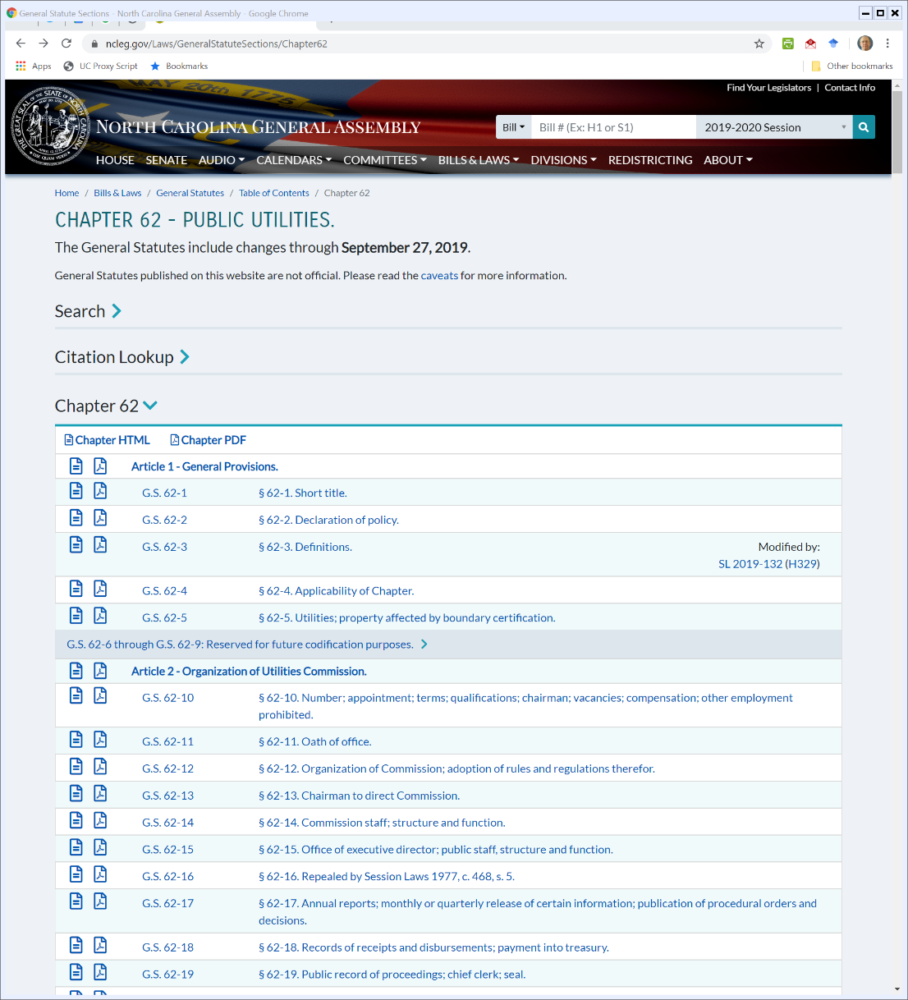 General Statute Sections - North Carolina General Assembly - Google Chrome
ncleg.gov/Laws/GeneralStatuteSections/Chapter62
Apps UC Proxy Script Bookmarks Other bookmarks
Find Your Legislators | Contact Info
North Carolina General Assembly
Bill Bill # (Ex: H1 or S1) 2019-2020 Session
HOUSE SENATE AUDIO CALENDARS COMMITTEES BILLS & LAWS DIVISIONS REDISTRICTING ABOUT
Home / Bills & Laws / General Statutes / Table of Contents / Chapter 62
CHAPTER 62 - PUBLIC UTILITIES.
The General Statutes include changes through September 27, 2019.
General Statutes published on this website are not official. Please read the caveats for more information.
Search
Citation Lookup
Chapter 62
Chapter HTML Chapter PDF
Article 1 - General Provisions.
G.S. 62-1 § 62-1. Short title.
G.S. 62-2 § 62-2. Declaration of policy.
G.S. 62-3 § 62-3. Definitions. Modified by:
SL 2019-132 (H329)
G.S. 62-4 § 62-4. Applicability of Chapter.
G.S. 62-5 § 62-5. Utilities; property affected by boundary certification.
G.S. 62-6 through G.S. 62-9: Reserved for future codification purposes.
Article 2 - Organization of Utilities Commission.
G.S. 62-10 § 62-10. Number; appointment; terms; qualifications; chairman; vacancies; compensation; other employment
prohibited.
G.S. 62-11 § 62-11. Oath of office.
G.S. 62-12 § 62-12. Organization of Commission; adoption of rules and regulations therefor.
G.S. 62-13 § 62-13. Chairman to direct Commission.
G.S. 62-14 § 62-14. Commission staff; structure and function.
G.S. 62-15 § 62-15. Office of executive director; public staff, structure and function.
G.S. 62-16 § 62-16. Repealed by Session Laws 1977, c. 468, s. 5.
G.S. 62-17 § 62-17. Annual reports; monthly or quarterly release of certain information; publication of procedural orders and
decisions.
G.S. 62-18 § 62-18. Records of receipts and disbursements; payment into treasury.
G.S. 62-19 § 62-19. Public record of proceedings; chief clerk; seal.